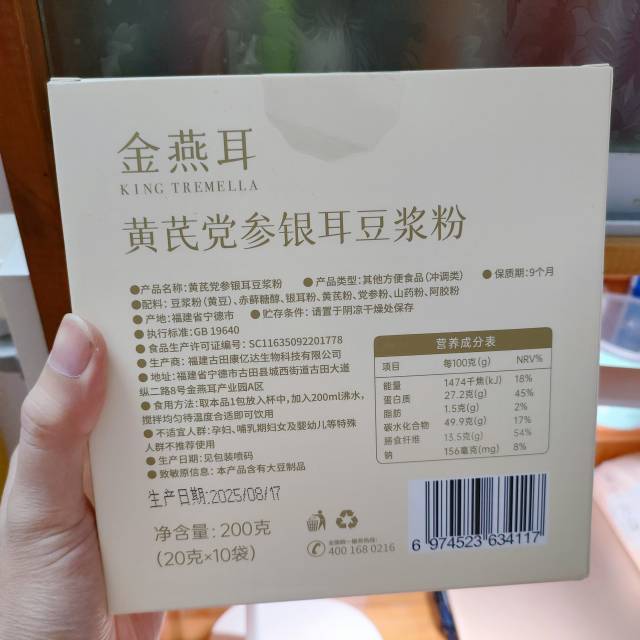 金燕耳
KING TREMELLA
黄芪党参银耳豆浆粉
●产品名称:黄芪党参银耳豆浆粉 ●产品类型:其他方便食品(冲调类) ●保质期:9个月
●配料:豆浆粉(黄豆)、赤藓糖醇、银耳粉、黄芪粉、党参粉、山药粉、阿胶粉
●产地:福建省宁德市 ●贮存条件:请置于阴凉干燥处保存
●执行标准:GB 19640
●食品生产许可证编号:SC11635092201778
●生产商:福建古田康亿达生物科技有限公司
●地址:福建省宁德市古田县城西街道古田大道
纵二路8号金燕耳产业园A区
●食用方法:取本品1包放入杯中,加入200ml沸水,
搅拌均匀待温度合适即可饮用
●不适宜人群:孕妇、哺乳期妇女及婴幼儿等特殊
人群不推荐使用
●生产日期:见包装喷码
●致敏原信息:本产品含有大豆制品
生产日期:2025/08/17
净含量:200克
(20克×10袋)
营养成分表
项目 每100克(g) NRV%
能量 1474千焦(kJ) 18%
蛋白质 27.2克(g) 45%
脂肪 1.5克(g) 2%
碳水化合物 49.9克(g) 17%
膳食纤维 13.5克(g) 54%
钠 156毫克(mg) 8%
400 168 0216
6 974523 634117